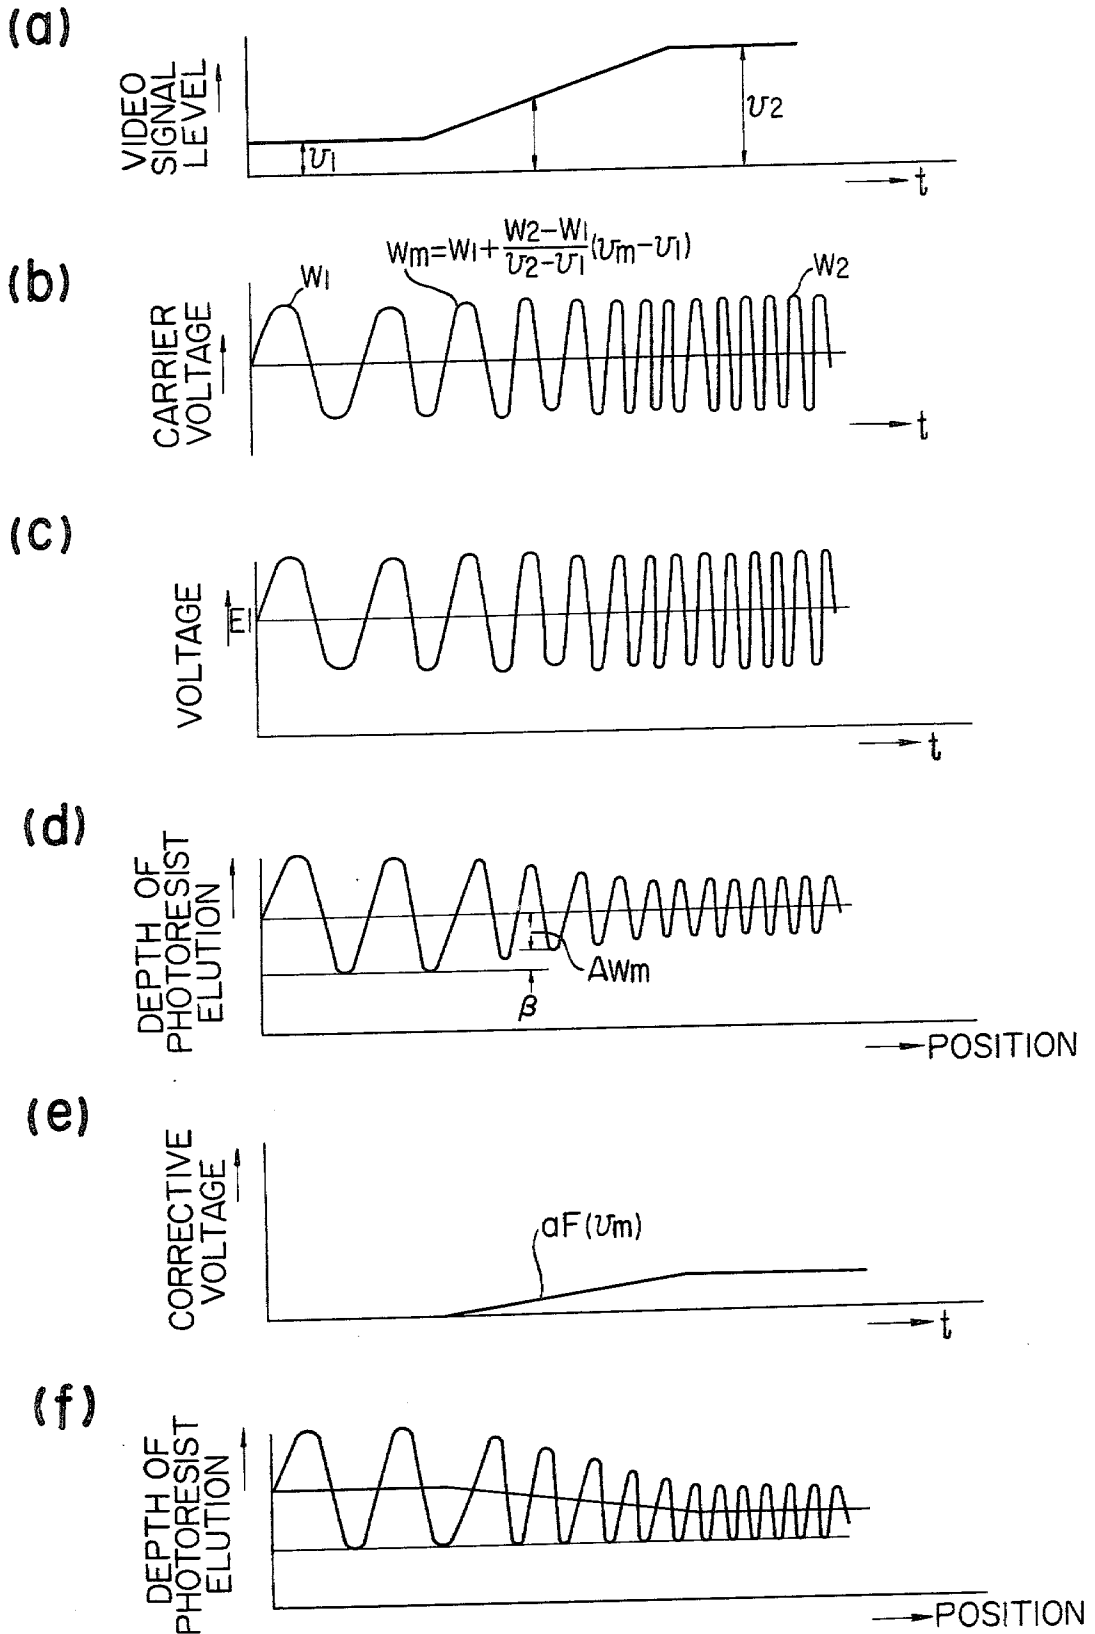 (a)
VIDEO
SIGNAL
LEVEL
υ1
υ2
t
(b)
CARRIER
VOLTAGE
W1
Wm=W1+W2-W1/υ2-υ1(υm-υ1)
W2
t
(c)
VOLTAGE
E
t
(d)
DEPTH OF
PHOTORESIST
ELUTION
AWm
β
POSITION
(e)
CORRECTIVE
VOLTAGE
aF(υm)
t
(f)
DEPTH OF
PHOTORESIST
ELUTION
POSITION